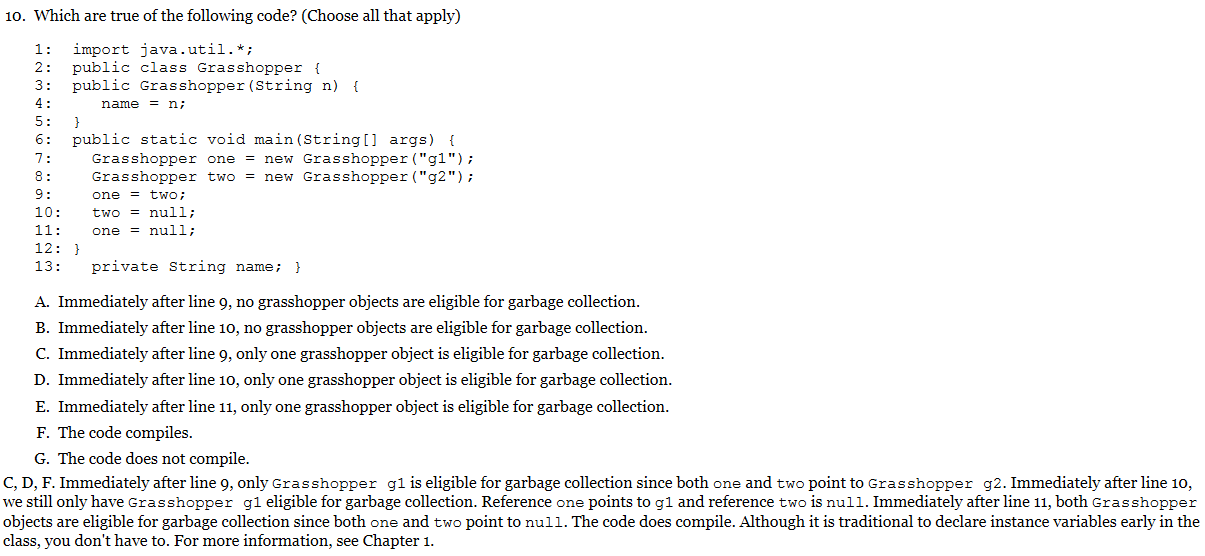 10. Which are true of the following code? (Choose all that apply)
1: import java.util.*;
2: public class Grasshopper {
3: public Grasshopper(String n) {
4: name = n;
5: }
6: public static void main(String[] args) {
7: Grasshopper one = new Grasshopper("g1");
8: Grasshopper two = new Grasshopper("g2");
9: one = two;
10: two = null;
11: one = null;
12: }
13: private String name; }
A. Immediately after line 9, no grasshopper objects are eligible for garbage collection.
B. Immediately after line 10, no grasshopper objects are eligible for garbage collection.
C. Immediately after line 9, only one grasshopper object is eligible for garbage collection.
D. Immediately after line 10, only one grasshopper object is eligible for garbage collection.
E. Immediately after line 11, only one grasshopper object is eligible for garbage collection.
F. The code compiles.
G. The code does not compile.
C, D, F. Immediately after line 9, only Grasshopper g1 is eligible for garbage collection since both one and two point to Grasshopper g2. Immediately after line 10,
we still only have Grasshopper g1 eligible for garbage collection. Reference one points to g1 and reference two is null. Immediately after line 11, both Grasshopper
objects are eligible for garbage collection since both one and two point to null. The code does compile. Although it is traditional to declare instance variables early in the
class, you don't have to. For more information, see Chapter 1.